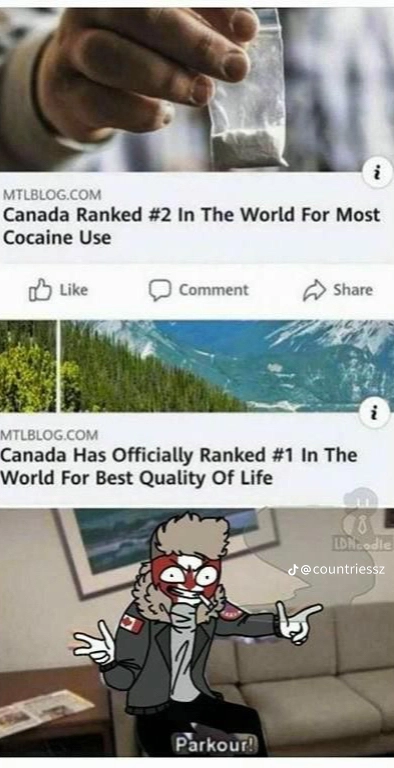 MTLBLOG.COM
Canada Ranked #2 In The World For Most
Cocaine Use
Like
Comment
Share
MTLBLOG.COM
Canada Has Officially Ranked #1 In The
World For Best Quality Of Life
LDNoodle
@countriessz
Parkour!